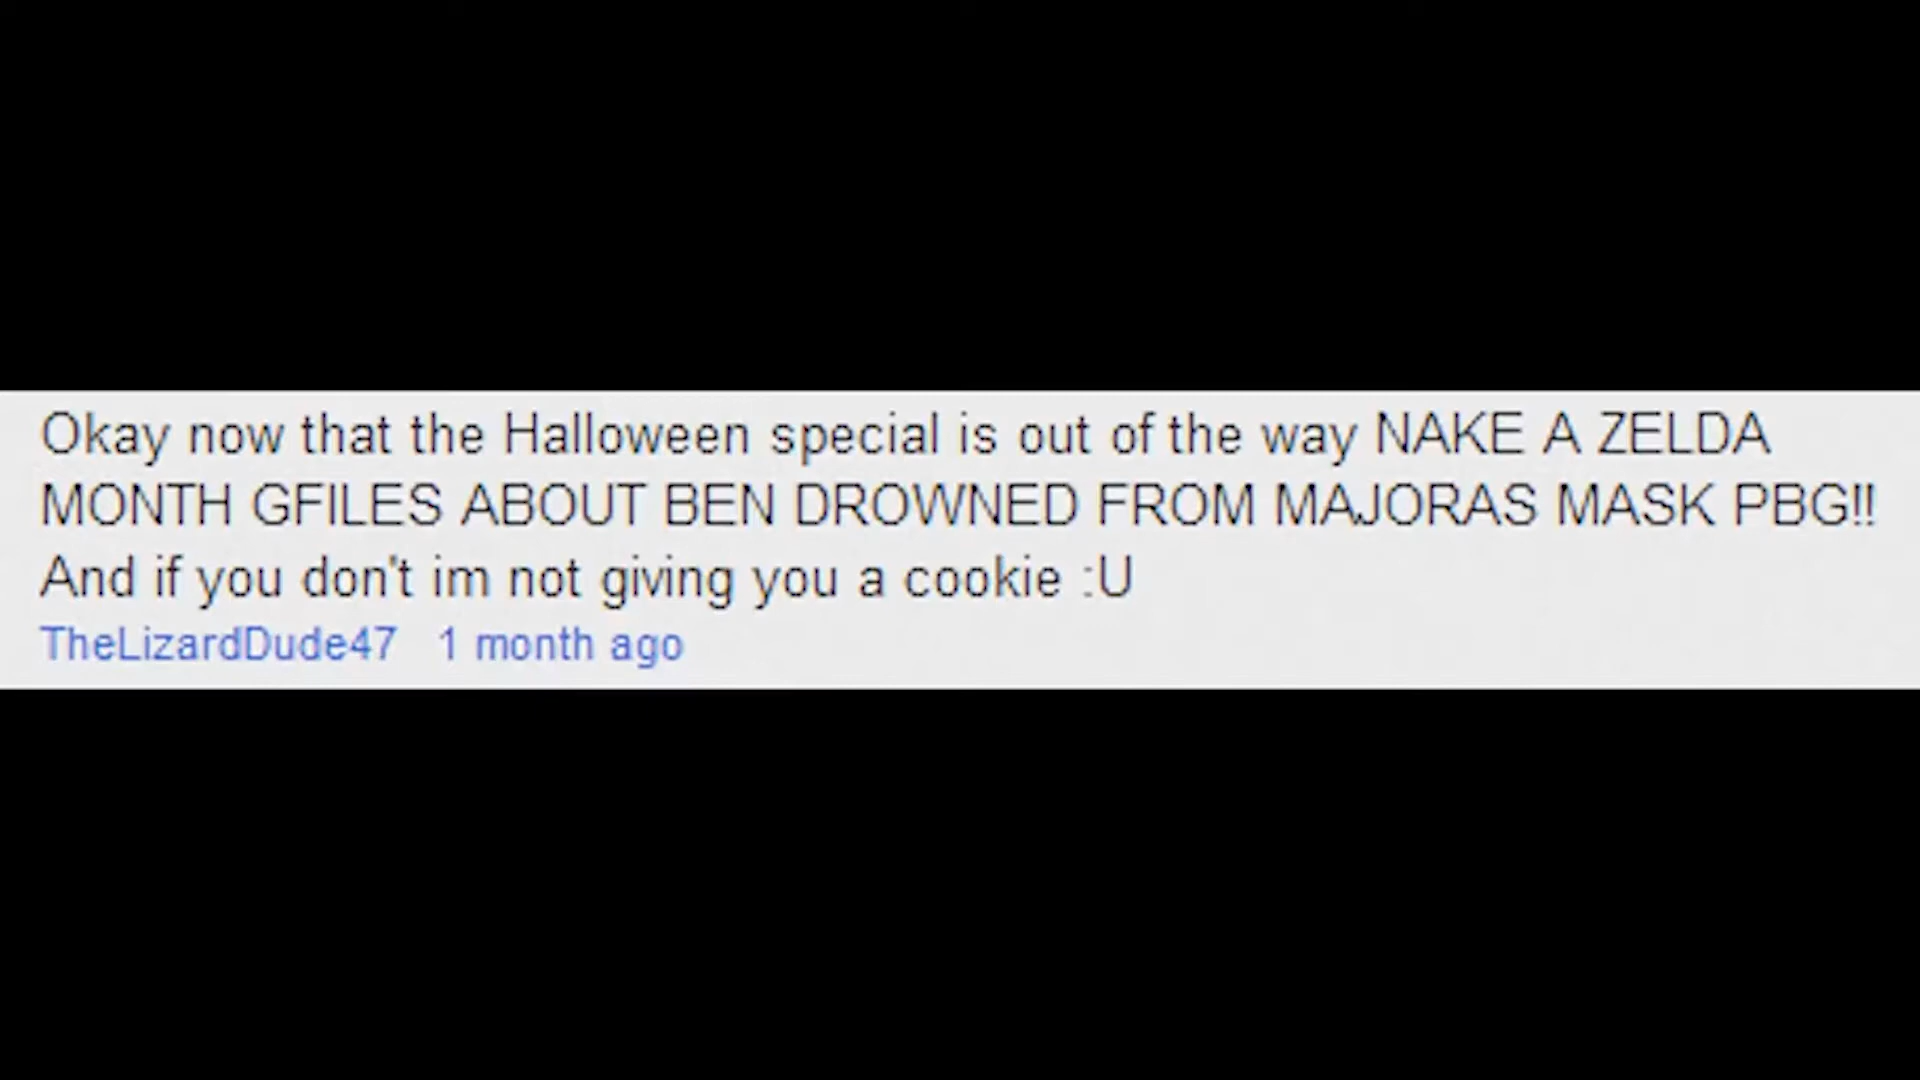 Okay now that the Halloween special is out of the way NAKE A ZELDA
MONTH GFILES ABOUT BEN DROWNED FROM MAJORAS MASK PBG!!
And if you don't im not giving you a cookie :U
TheLizardDude47 1 month ago